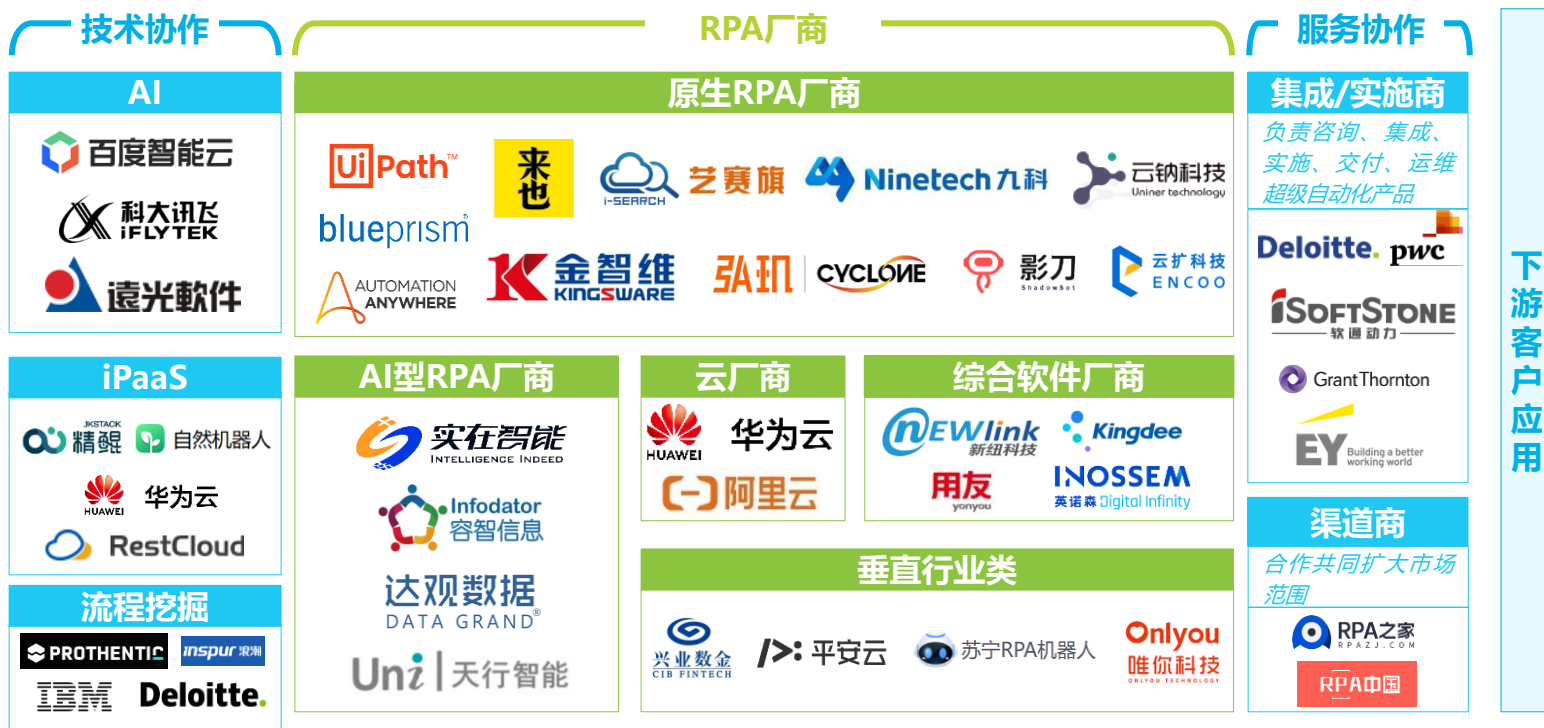 技术协作
AI
百度智能云
科大讯飞
iFLYTEK
遠光軟件
iPaaS
JKSTACK
精鲲
自然机器人
HUAWEI
华为云
RestCloud
流程挖掘
PROTHENTIC
inspur 浪潮
IBM
Deloitte.
RPA厂商
原生RPA厂商
UiPath™
来也
i-SEARCH
艺赛旗
Ninetech九科
云钠科技
Uniner technology
blueprism®
AUTOMATION
ANYWHERE
金智维
KINGSWARE
弘玑
CYCLONE
影刀
ShadowBot
云扩科技
ENCOO
AI型RPA厂商
实在智能
INTELLIGENCE INDEED
Infodator
容智信息
达观数据
DATA GRAND®
Uni
天行智能
云厂商
HUAWEI
华为云
阿里云
综合软件厂商
NEWlink
新纽科技
Kingdee
用友
yonyou
INOSSEM
英诺森 Digital Infinity
垂直行业类
兴业数金
CIB FINTECH
平安云
苏宁RPA机器人
Onlyou
唯你科技
ONLYOU TECHNOLOGY
服务协作
集成/实施商
负责咨询、集成、
实施、交付、运维
超级自动化产品
Deloitte.
pwc
iSOFTSTONE
软通动力
GrantThornton
EY
Building a better
working world
渠道商
合作共同扩大市场
范围
RPA之家
RPAZJ.COM
RPA中国
下游客户应用